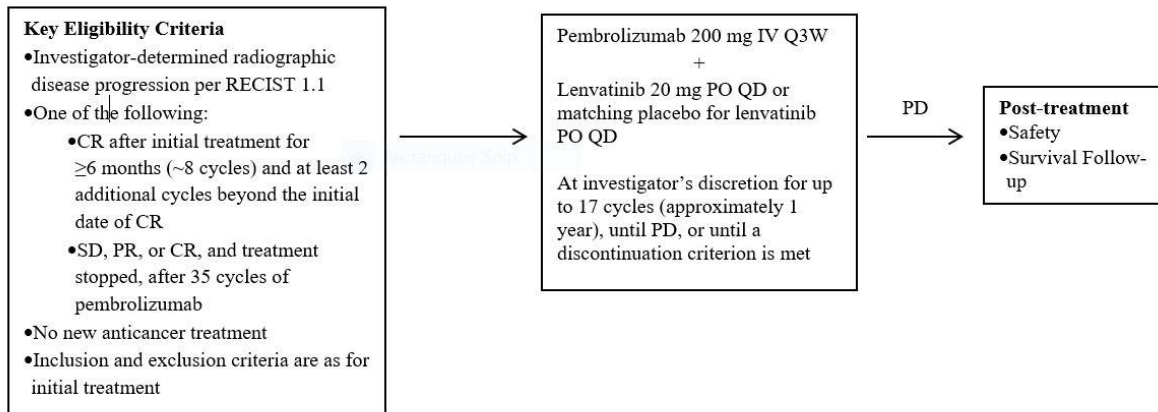 Key Eligibility Criteria
•Investigator-determined radiographic
disease progression per RECIST 1.1
•One of the following:
•CR after initial treatment for
≥6 months (~8 cycles) and at least 2
additional cycles beyond the initial
date of CR
•SD, PR, or CR, and treatment
stopped, after 35 cycles of
pembrolizumab
•No new anticancer treatment
•Inclusion and exclusion criteria are as for
initial treatment
Rectangular Snip
Pembrolizumab 200 mg IV Q3W
+
Lenvatinib 20 mg PO QD or
matching placebo for lenvatinib
PO QD
At investigator's discretion for up
to 17 cycles (approximately 1
year), until PD, or until a
discontinuation criterion is met
PD
Post-treatment
•Safety
•Survival Follow-
up